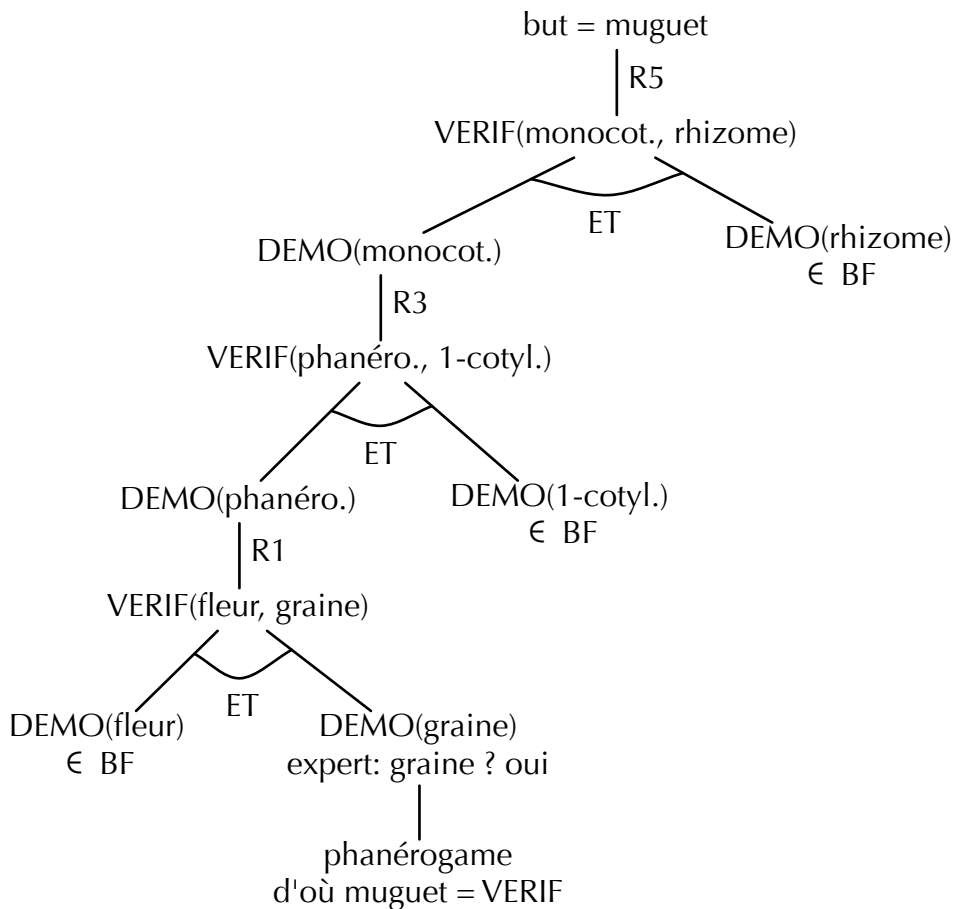 but = muguet
R5
VERIF(monocot., rhizome)
ET
DEMO(monocot.)
DEMO(rhizome)
∈ BF
R3
VERIF(phanéro., 1-cotyl.)
ET
DEMO(phanéro.)
DEMO(1-cotyl.)
∈ BF
R1
VERIF(fleur, graine)
ET
DEMO(fleur)
∈ BF
DEMO(graine)
expert: graine ? oui
phanérogame
d'où muguet = VERIF